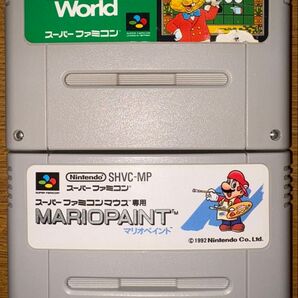 World
スーパーファミコン
Nintendo SHVC-MP
スーパーファミコン
スーパーファミコンマウス専用
MARIOPAINT™
マリオペイント
©1992 Nintendo Co., Ltd.